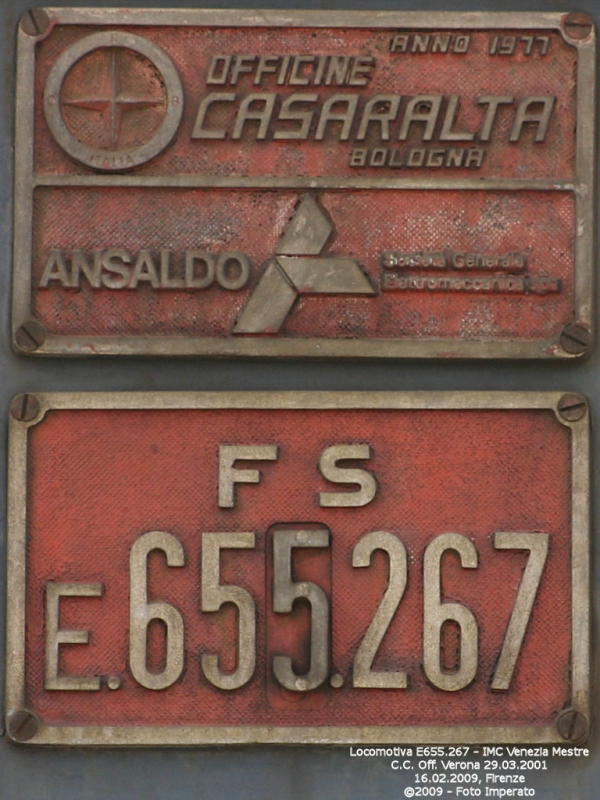 ANNO 1977
OFFICINE
CASARALTA
BOLOGNA
ITALIA
ANSALDO
Società Generale
Elettromeccanica spa
FS
E.655.267
Locomotiva E655.267 - IMC Venezia Mestre
C.C. Off. Verona 29.03.2001
16.02.2009, Firenze
©2009 - Foto Imperato